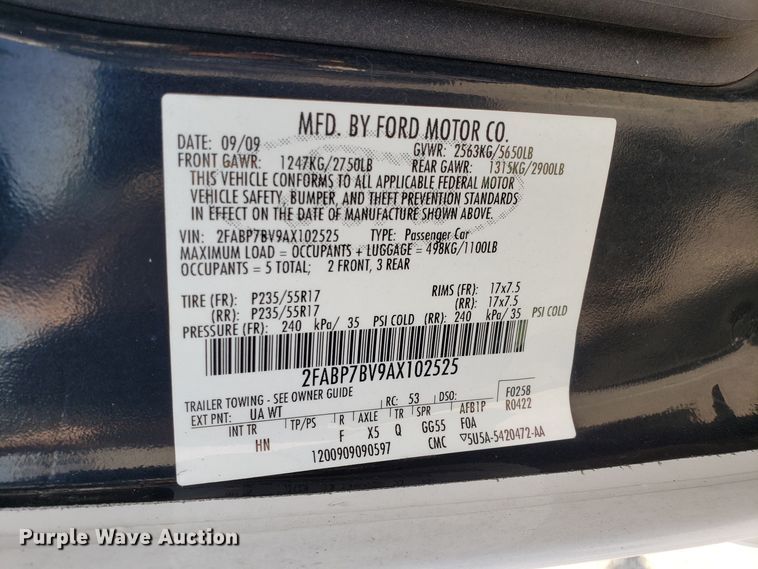 MFD. BY FORD MOTOR CO.
DATE: 09/09 GVWR: 2563KG/5650LB
FRONT GAWR: 1247KG/2750LB REAR GAWR: 1315KG/2900LB
THIS VEHICLE CONFORMS TO ALL APPLICABLE FEDERAL MOTOR
VEHICLE SAFETY, BUMPER, AND THEFT PREVENTION STANDARDS
IN EFFECT ON THE DATE OF MANUFACTURE SHOWN ABOVE.
VIN: 2FABP7BV9AX102525 TYPE: Passenger Car
MAXIMUM LOAD = OCCUPANTS + LUGGAGE = 498KG/1100LB
OCCUPANTS = 5 TOTAL; 2 FRONT, 3 REAR
TIRE (FR): P235/55R17 RIMS (FR): 17x7.5
(RR): P235/55R17 (RR): 17x7.5
PRESSURE (FR): 240 kPa/ 35 PSI COLD (RR): 240 kPa/ 35 PSI COLD
2FABP7BV9AX102525
TRAILER TOWING - SEE OWNER GUIDE F0258
EXT PNT: UA WT RC: 53 DSO: R0422
INT TR TP/PS R AXLE TR SPR AFB1P
HN F X5 Q GG55 F0A
1200909090597 CMC 5U5A-5420472-AA
Purple Wave Auction